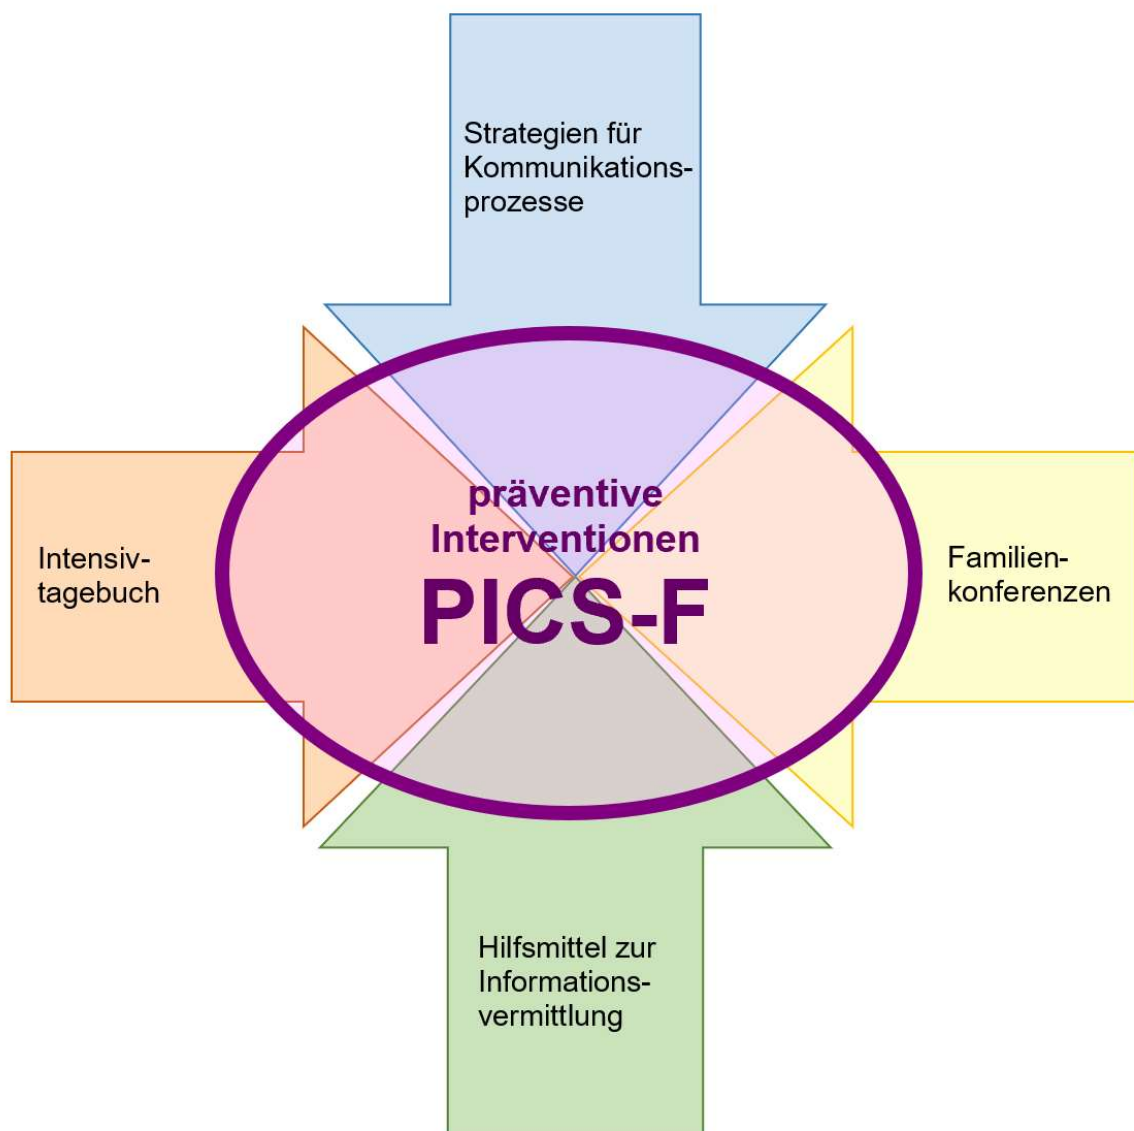 Strategien für
Kommunikations-
prozesse
präventive
Interventionen
PICS-F
Intensiv-
tagebuch
Familien-
konferenzen
Hilfsmittel zur
Informations-
vermittlung